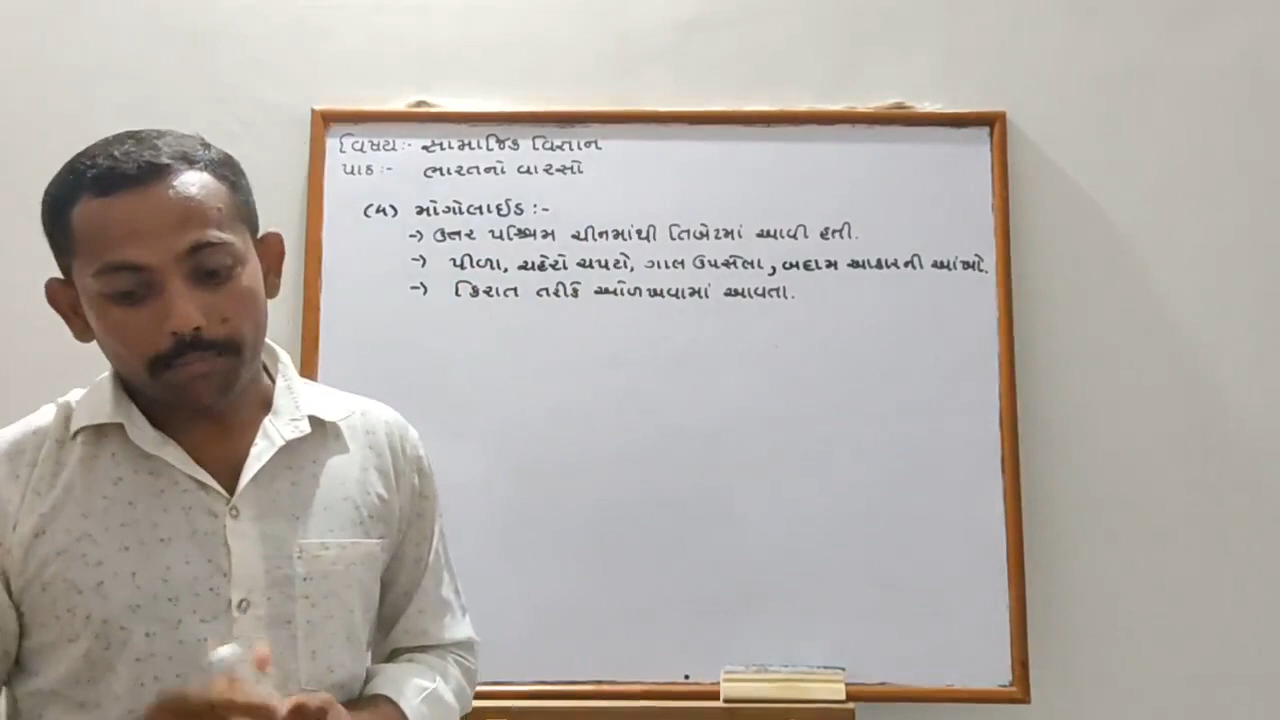 વિષય:- સામાજિક વિજ્ઞાન
પાઠ:- ભારતનો વારસો
(૫) મોંગોલાઈડ :-
→ ઉત્તર પશ્ચિમ ચીનમાંથી તિબેટમાં આવી હતી.
→ પીળા, ચહેરો ચપટો, ગાલ ઉપસેલા, બદામ આકારની આંખો.
→ કિરાત તરીકે ઓળખવામાં આવતા.